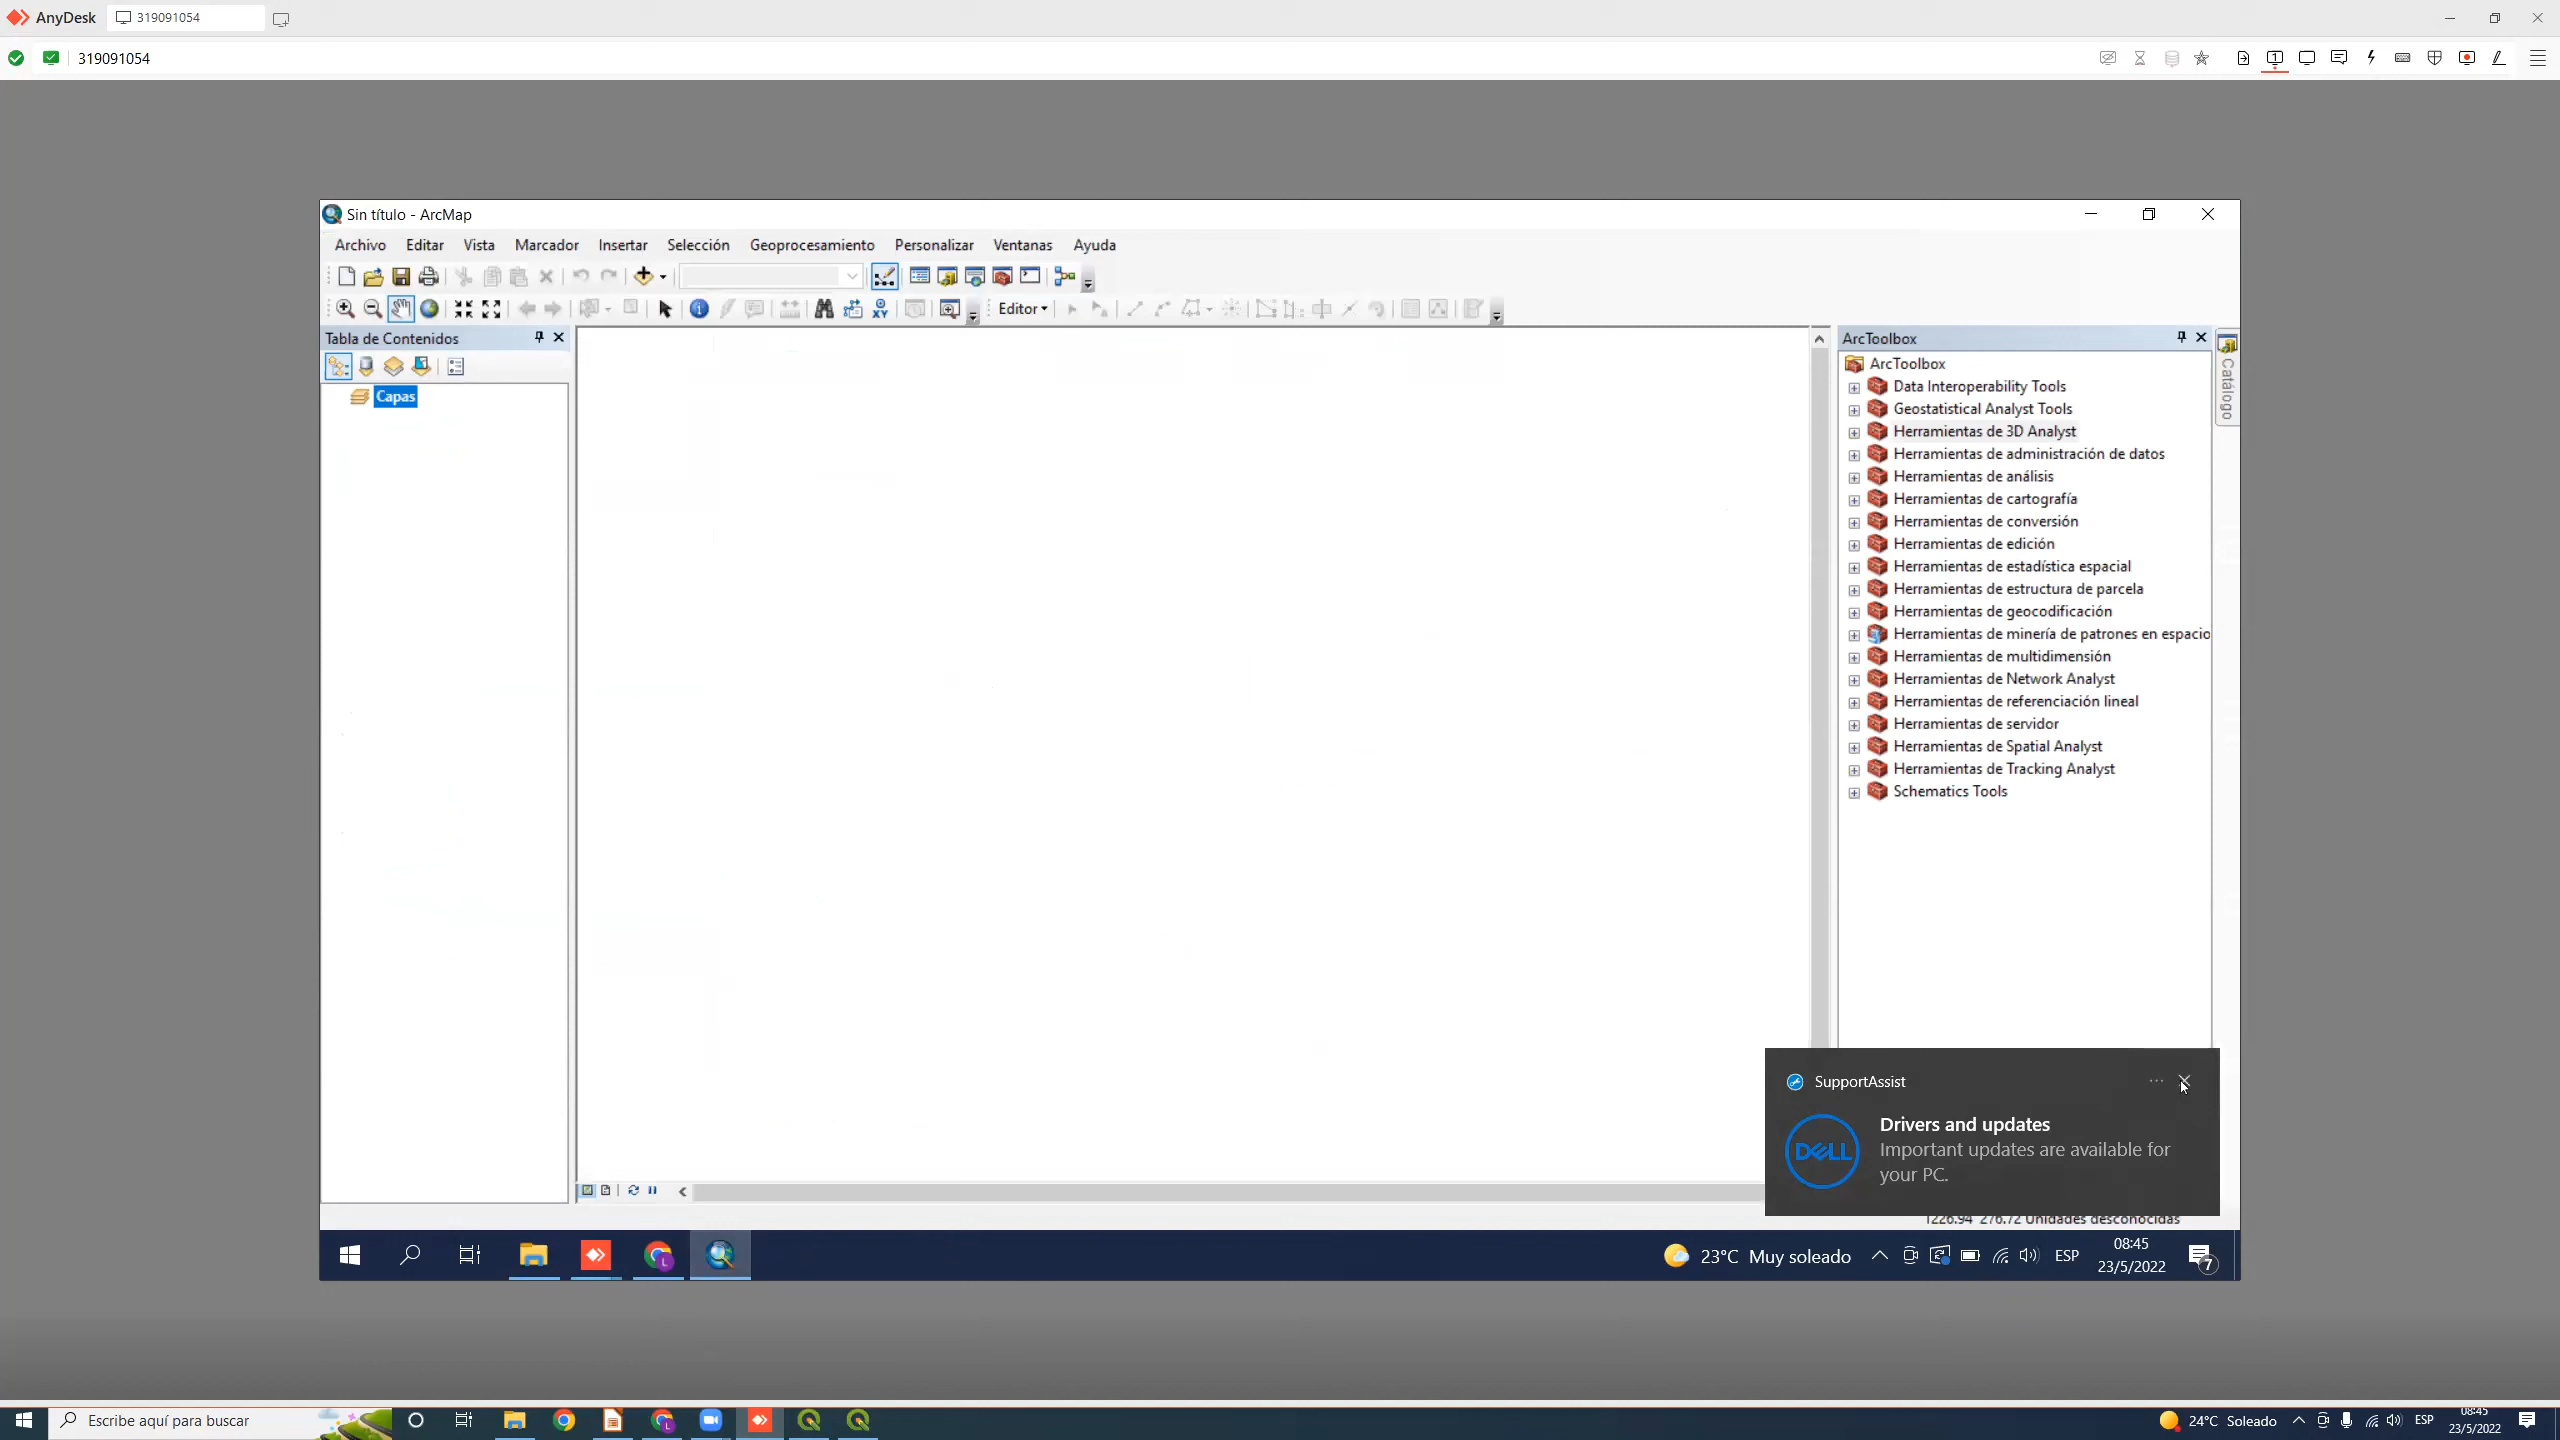 AnyDesk
319091054
319091054
Sin título - ArcMap
Archivo Editar Vista Marcador Insertar Selección Geoprocesamiento Personalizar Ventanas Ayuda
Editor
Tabla de Contenidos
Capas
ArcToolbox
ArcToolbox
Data Interoperability Tools
Geostatistical Analyst Tools
Herramientas de 3D Analyst
Herramientas de administración de datos
Herramientas de análisis
Herramientas de cartografía
Herramientas de conversión
Herramientas de edición
Herramientas de estadística espacial
Herramientas de estructura de parcela
Herramientas de geocodificación
Herramientas de minería de patrones en espacio
Herramientas de multidimensión
Herramientas de Network Analyst
Herramientas de referenciación lineal
Herramientas de servidor
Herramientas de Spatial Analyst
Herramientas de Tracking Analyst
Schematics Tools
Catálogo
SupportAssist
DELL
Drivers and updates
Important updates are available for
your PC.
1226.94 276.72 Unidades desconocidas
23°C Muy soleado
ESP
08:45
23/5/2022
7
Escribe aquí para buscar
24°C Soleado
ESP
08:45
23/5/2022